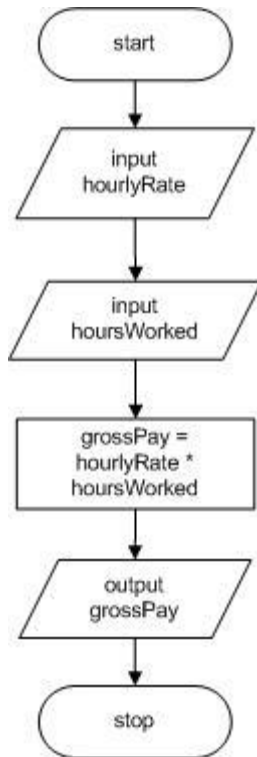 start
input
hourlyRate
input
hoursWorked
grossPay =
hourlyRate *
hoursWorked
output
grossPay
stop